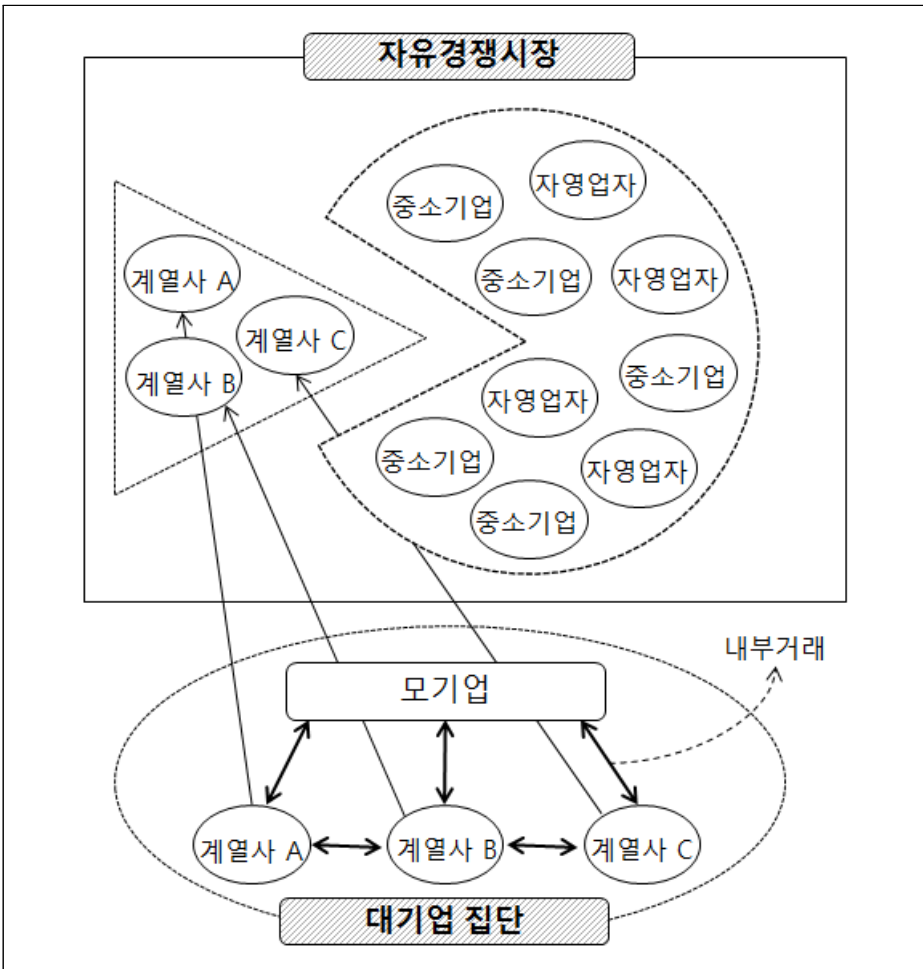 자유경쟁시장
중소기업
자영업자
계열사 A
중소기업
자영업자
계열사 C
계열사 B
중소기업
자영업자
중소기업
자영업자
중소기업
내부거래
모기업
계열사 A
계열사 B
계열사 C
대기업 집단